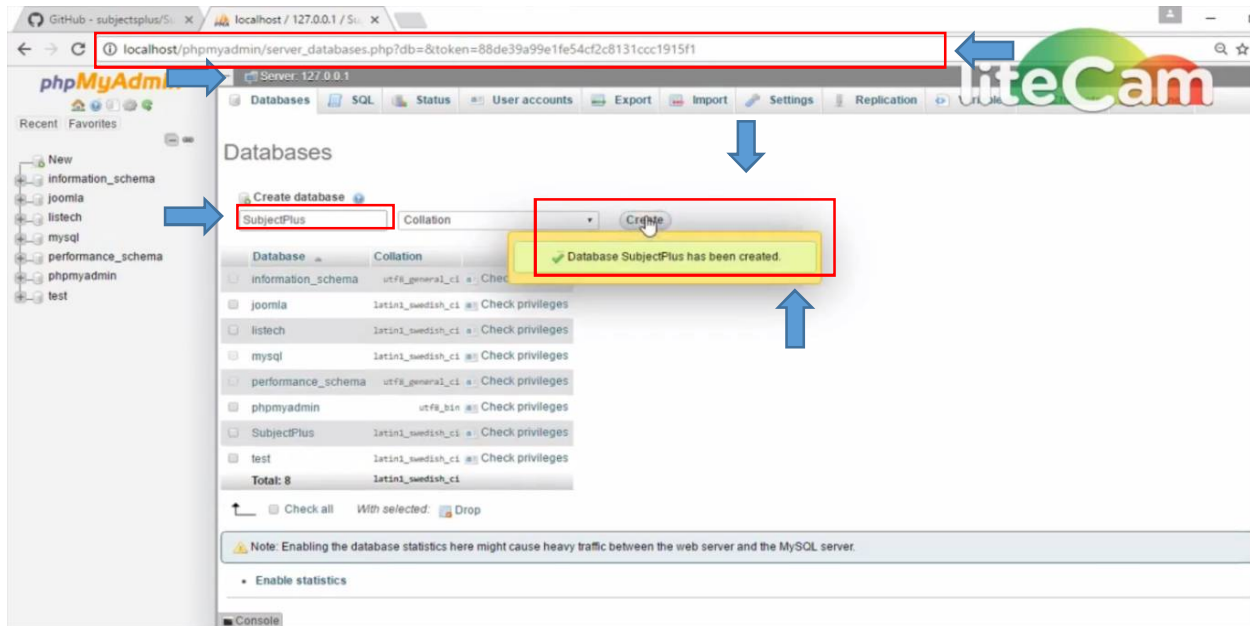 GitHub - subjectsplus/S
localhost / 127.0.0.1 / Su
localhost/phpmyadmin/server_databases.php?db=&token=88de39a99e1fe54cf2c8131ccc1915f1
phpMyAdmin
Server: 127.0.0.1
liteCam
Databases SQL Status User accounts Export Import Settings Replication
Recent Favorites
New
information_schema
joomla
listech
mysql
performance_schema
phpmyadmin
test
Databases
Create database
SubjectPlus Collation Create
Database SubjectPlus has been created.
Database Collation
information_schema utf8_general_ci Chec
joomla latin1_swedish_ci Check privileges
listech latin1_swedish_ci Check privileges
mysql latin1_swedish_ci Check privileges
performance_schema utf8_general_ci Check privileges
phpmyadmin utf8_bin Check privileges
SubjectPlus latin1_swedish_ci Check privileges
test latin1_swedish_ci Check privileges
Total: 8 latin1_swedish_ci
Check all With selected: Drop
Note: Enabling the database statistics here might cause heavy traffic between the web server and the MySQL server.
Enable statistics
Console